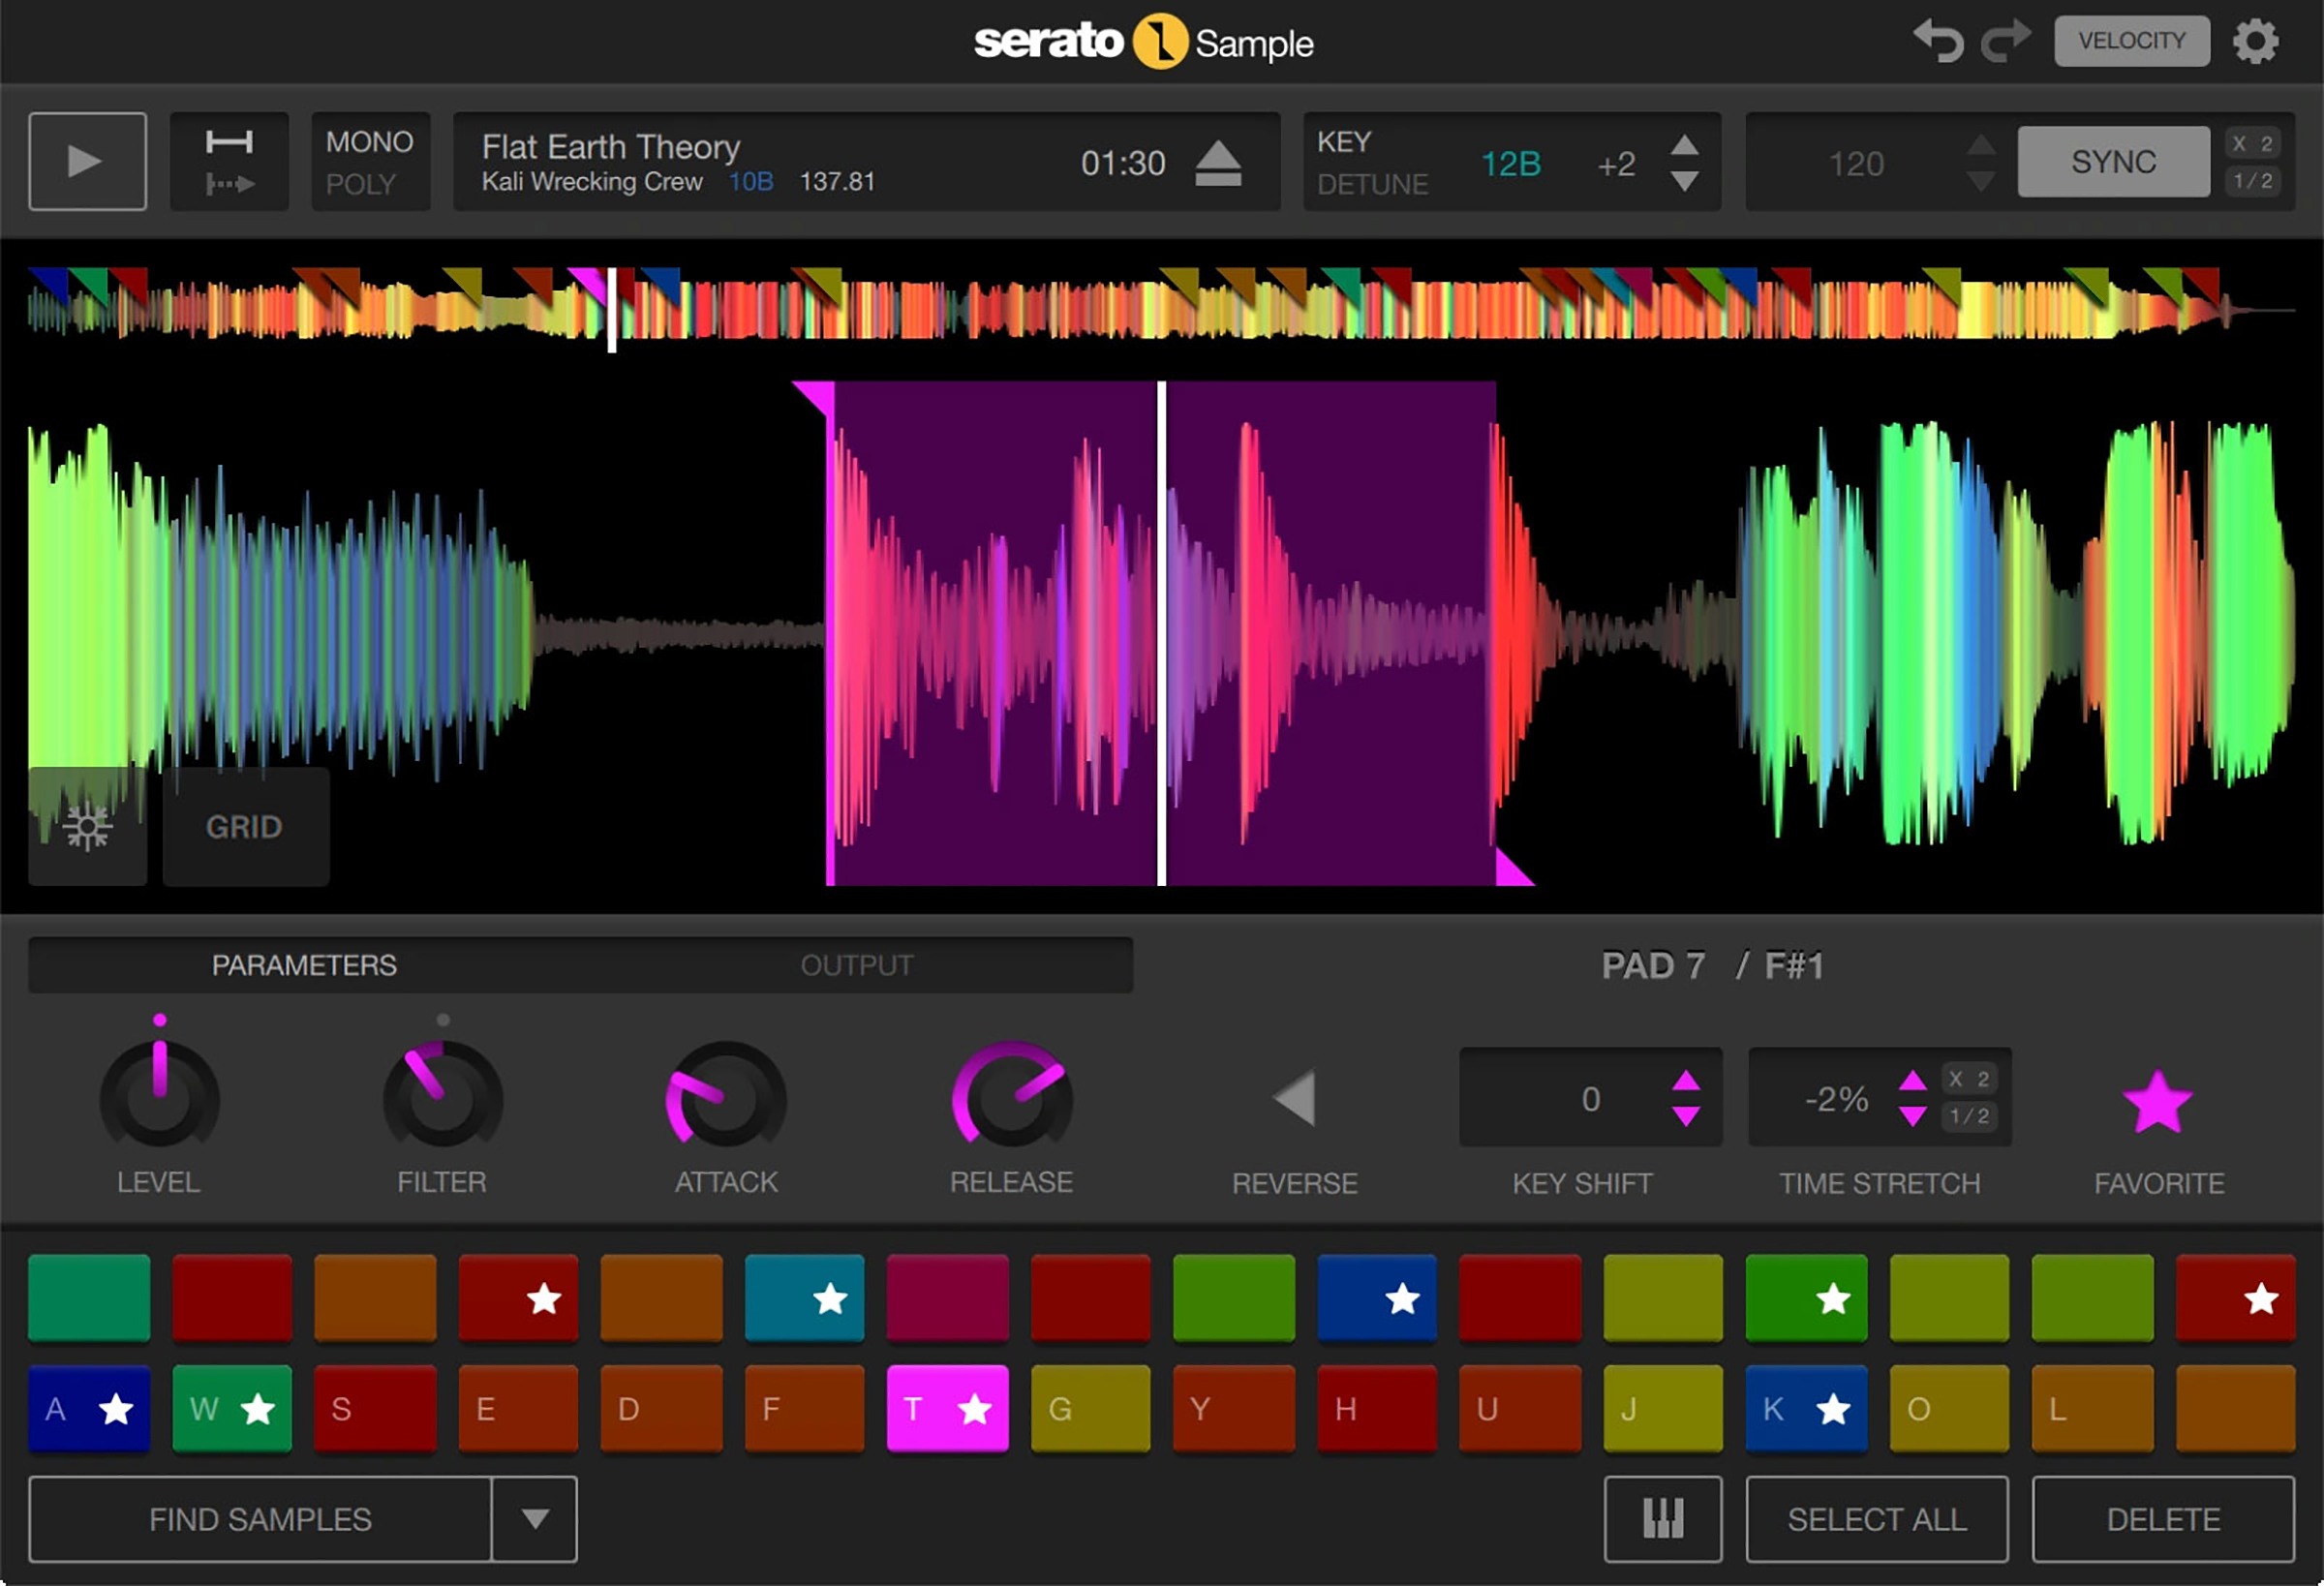 serato Sample
VELOCITY
MONO
POLY
Flat Earth Theory
Kali Wrecking Crew 10B 137.81
01:30
KEY
DETUNE
12B +2
120
SYNC
X 2
1/2
GRID
PARAMETERS
OUTPUT
PAD 7 / F#1
0
-2%
X 2
1/2
LEVEL
FILTER
ATTACK
RELEASE
REVERSE
KEY SHIFT
TIME STRETCH
FAVORITE
A W S E D F T G Y H U J K O L
FIND SAMPLES
SELECT ALL
DELETE